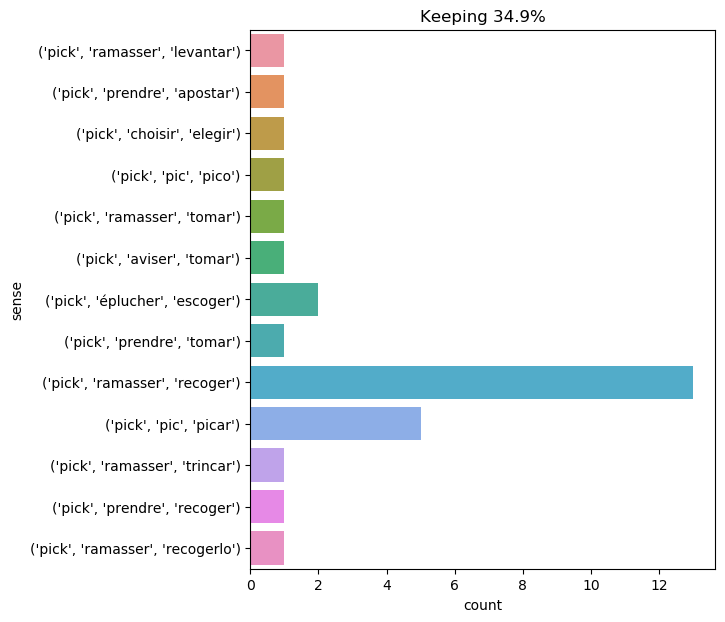 Keeping 34.9%
('pick', 'ramasser', 'levantar')
('pick', 'prendre', 'apostar')
('pick', 'choisir', 'elegir')
('pick', 'pic', 'pico')
('pick', 'ramasser', 'tomar')
('pick', 'aviser', 'tomar')
('pick', 'éplucher', 'escoger')
('pick', 'prendre', 'tomar')
('pick', 'ramasser', 'recoger')
('pick', 'pic', 'picar')
('pick', 'ramasser', 'trincar')
('pick', 'prendre', 'recoger')
('pick', 'ramasser', 'recogerlo')
sense
0 2 4 6 8 10 12
count